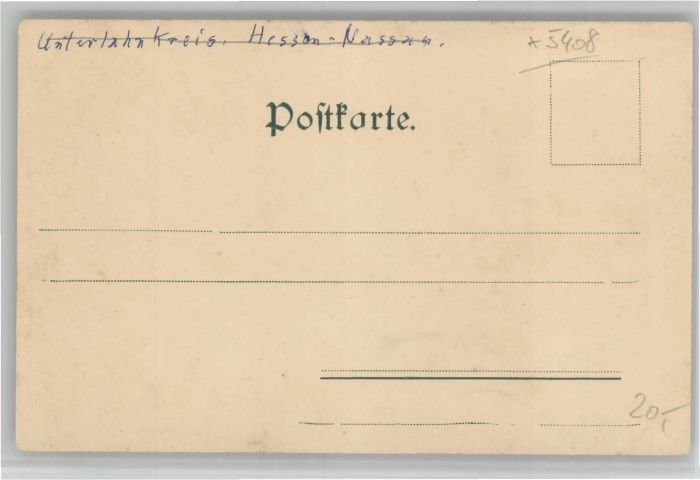 Unterlahnkreis. Hessen-Nassau.
*5408
Postkarte.
20,-